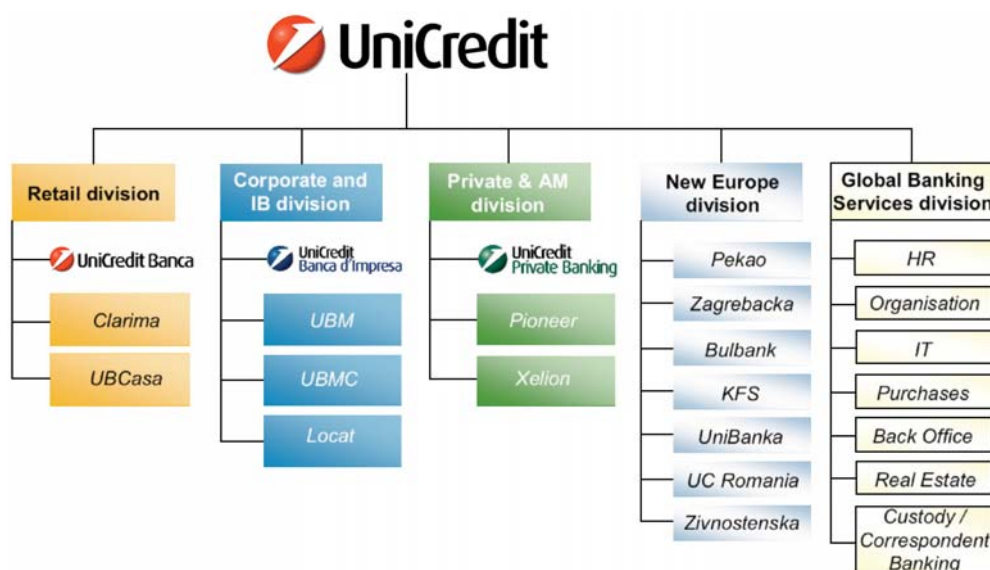 UniCredit
Retail division
UniCredit Banca
Clarima
UBCasa
Corporate and
IB division
UniCredit
Banca d'Impresa
UBM
UBMC
Locat
Private & AM
division
UniCredit
Private Banking
Pioneer
Xelion
New Europe
division
Pekao
Zagrebacka
Bulbank
KFS
UniBanka
UC Romania
Zivnostenska
Global Banking
Services division
HR
Organisation
IT
Purchases
Back Office
Real Estate
Custody /
Correspondent
Banking